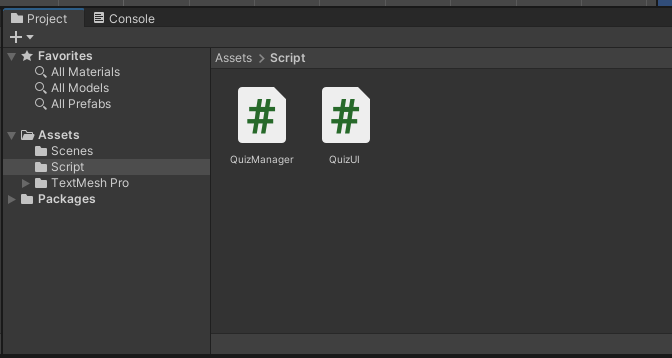 Project
Console
Favorites
All Materials
All Models
All Prefabs
Assets
Scenes
Script
TextMesh Pro
Packages
Assets > Script
QuizManager
QuizUI